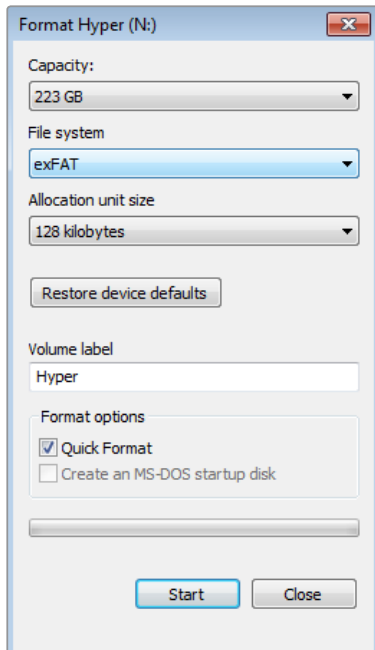 Format Hyper (N:)
Capacity:
223 GB
File system
exFAT
Allocation unit size
128 kilobytes
Restore device defaults
Volume label
Hyper
Format options
Quick Format
Create an MS-DOS startup disk
Start Close